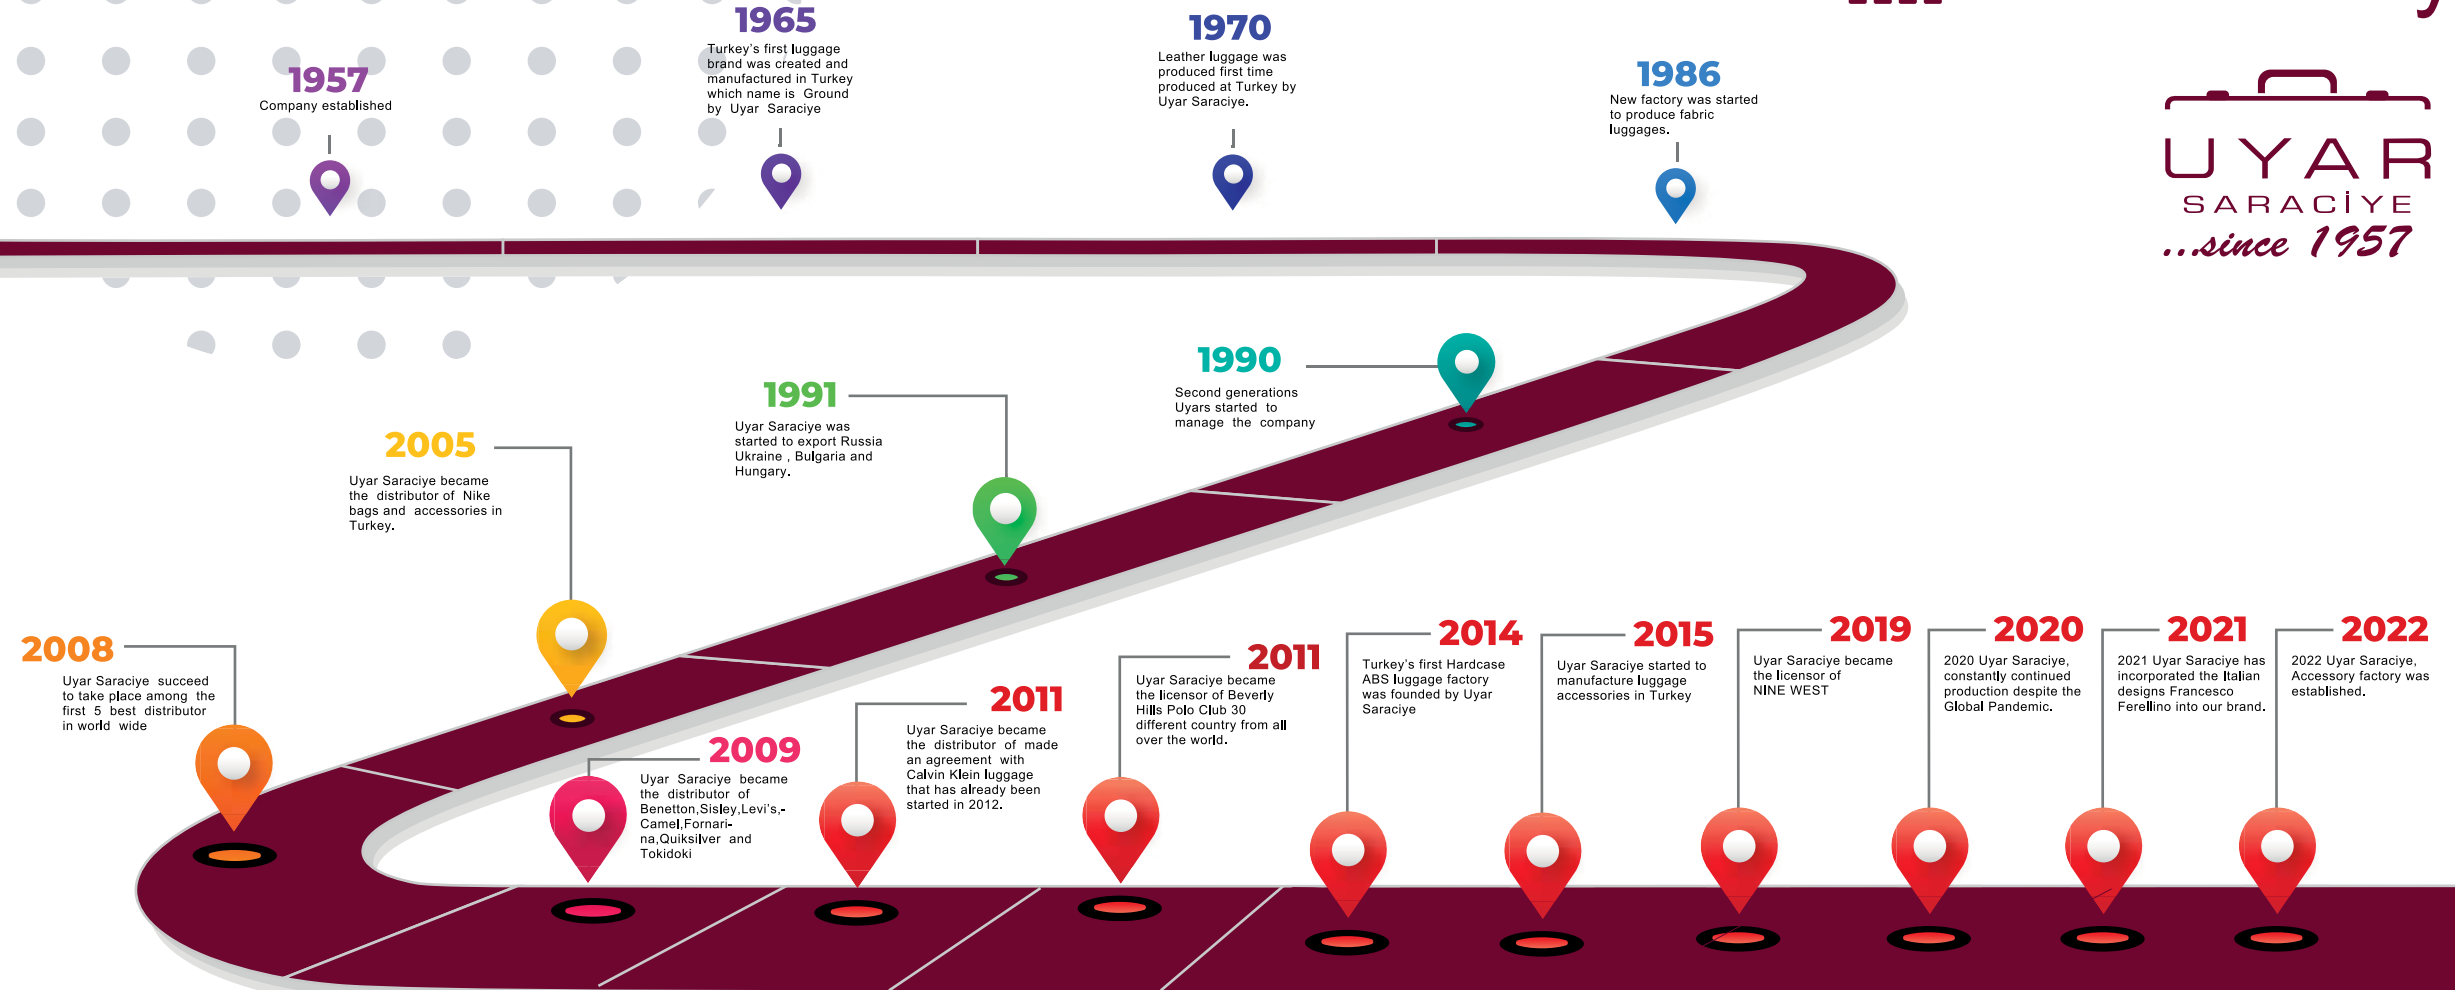 1957
Company established
1965
Turkey's first luggage
brand was created and
manufactured in Turkey
which name is Ground
by Uyar Saraciye
1970
Leather luggage was
produced first time
produced at Turkey by
Uyar Saraciye.
1986
New factory was started
to produce fabric
luggages.
UYAR
SARACİYE
...since 1957
1990
Second generations
Uyars started to
manage the company
1991
Uyar Saraciye was
started to export Russia
Ukraine , Bulgaria and
Hungary.
2005
Uyar Saraciye became
the distributor of Nike
bags and accessories in
Turkey.
2008
Uyar Saraciye succeed
to take place among the
first 5 best distributor
in world wide
2009
Uyar Saraciye became
the distributor of
Benetton,Sisley,Levi's,-
Camel,Fornari-
na,Quiksilver and
Tokidoki
2011
Uyar Saraciye became
the distributor of made
an agreement with
Calvin Klein luggage
that has already been
started in 2012.
2011
Uyar Saraciye became
the licensor of Beverly
Hills Polo Club 30
different country from all
over the world.
2014
Turkey's first Hardcase
ABS luggage factory
was founded by Uyar
Saraciye
2015
Uyar Saraciye started to
manufacture luggage
accessories in Turkey
2019
Uyar Saraciye became
the licensor of
NINE WEST
2020
2020 Uyar Saraciye,
constantly continued
production despite the
Global Pandemic.
2021
2021 Uyar Saraciye has
incorporated the Italian
designs Francesco
Ferellino into our brand.
2022
2022 Uyar Saraciye,
Accessory factory was
established.